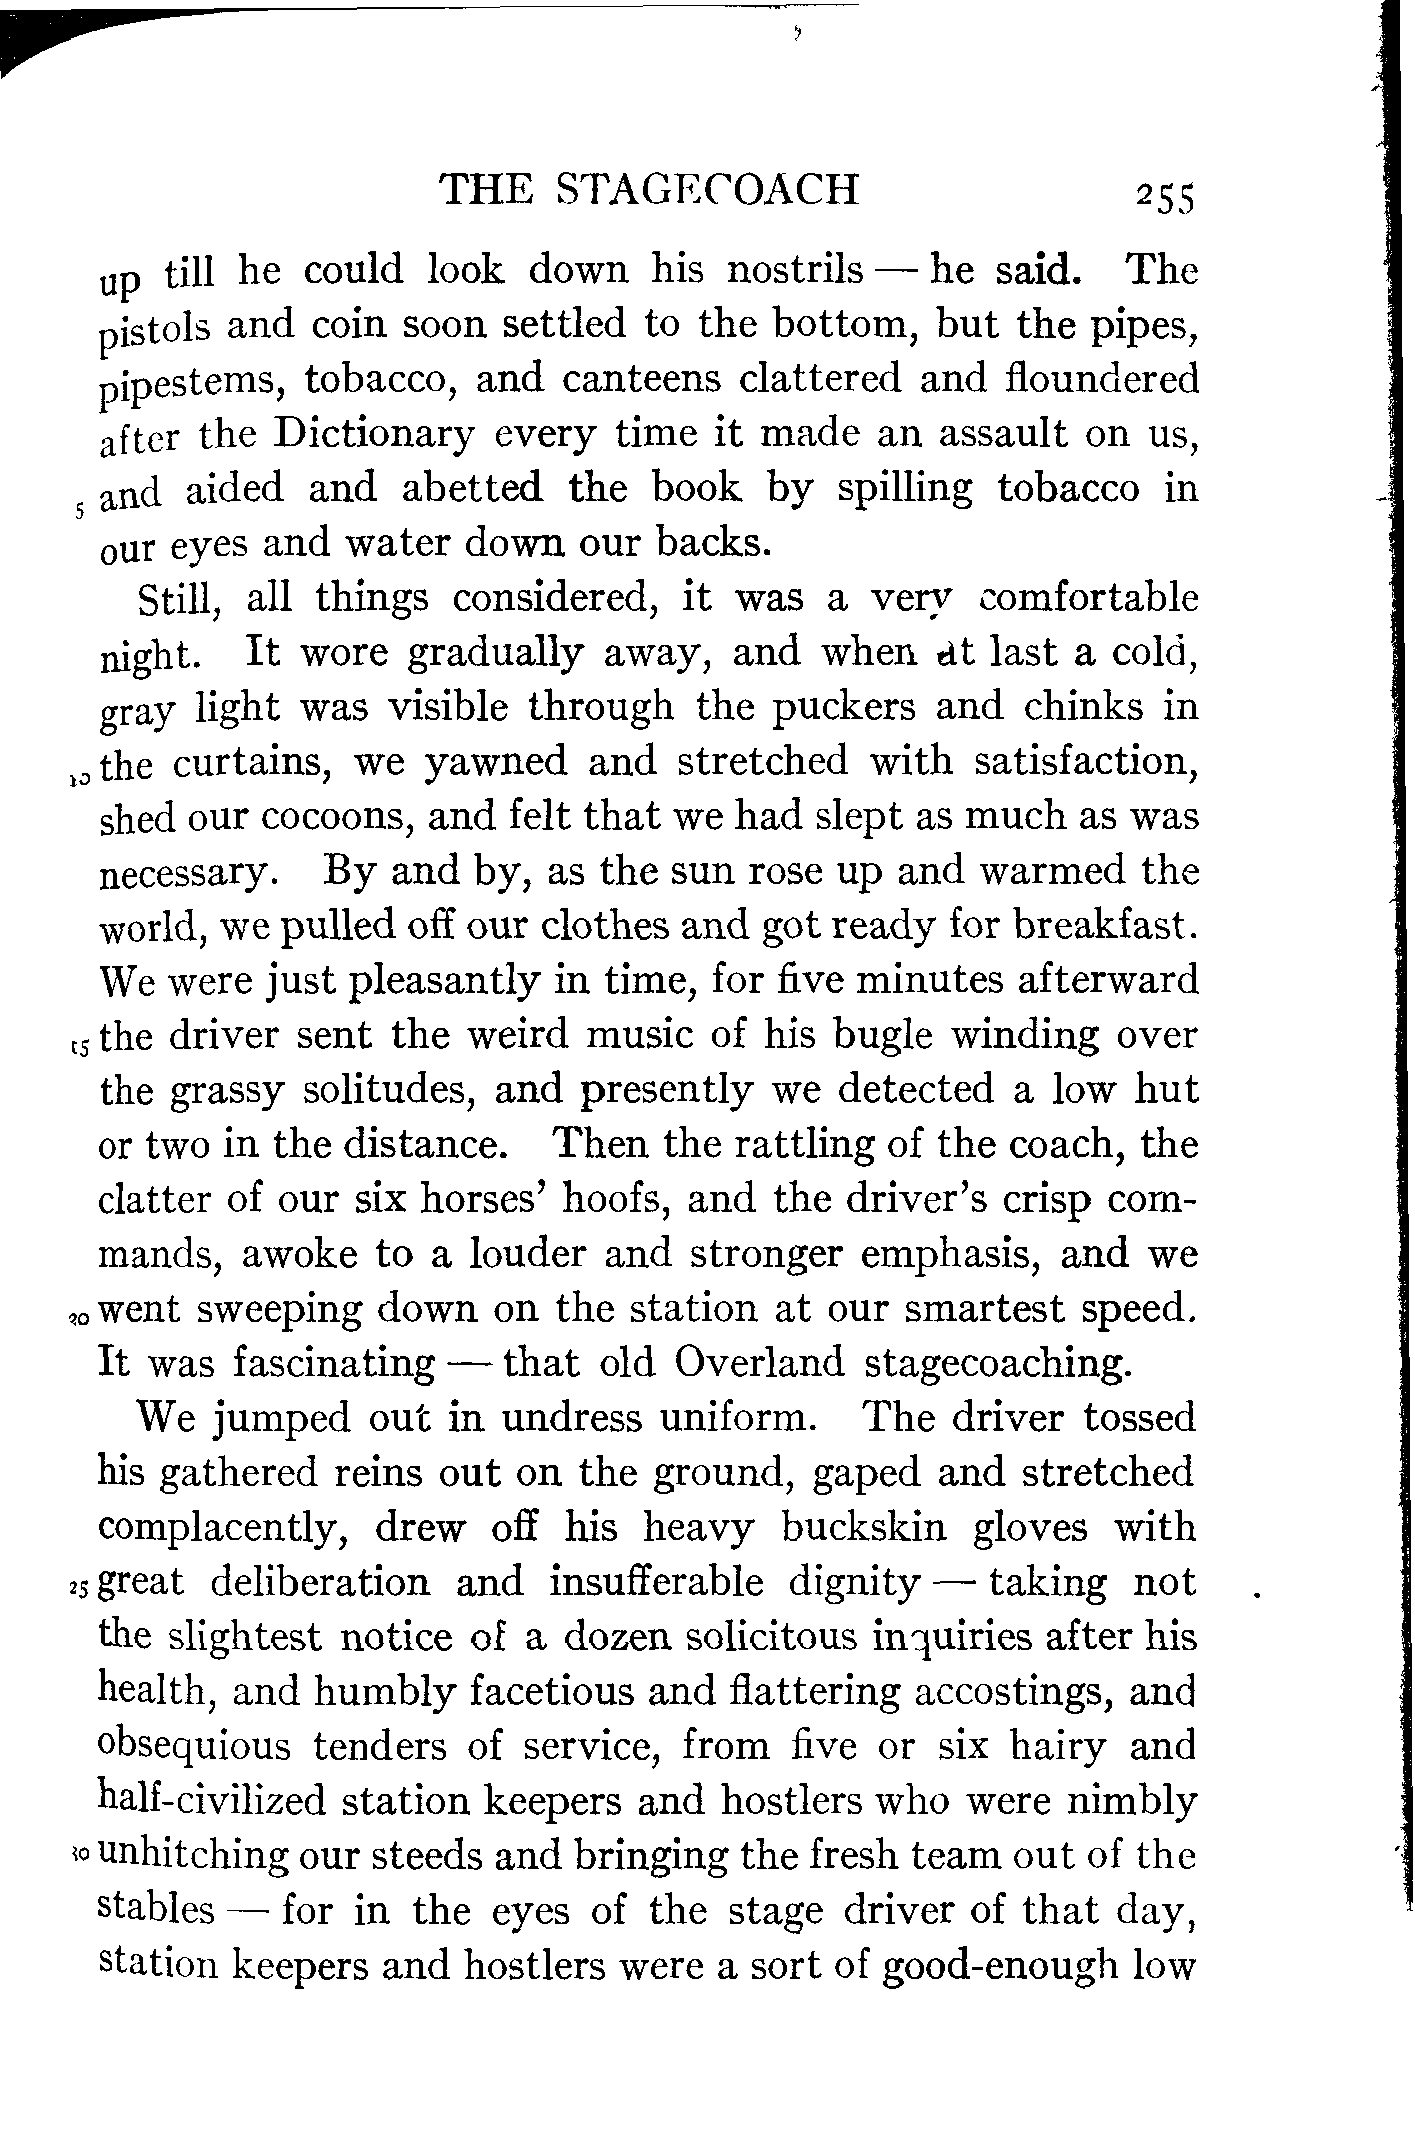 THE STAGECOACH 255
up till he could look down his nostrils — he said. The
pistols and coin soon settled to the bottom, but the pipes,
pipestems, tobacco, and canteens clattered and floundered
after the Dictionary every time it made an assault on us,
5 and aided and abetted the book by spilling tobacco in
our eyes and water down our backs.
Still, all things considered, it was a very comfortable
night. It wore gradually away, and when at last a cold,
gray light was visible through the puckers and chinks in
10 the curtains, we yawned and stretched with satisfaction,
shed our cocoons, and felt that we had slept as much as was
necessary. By and by, as the sun rose up and warmed the
world, we pulled off our clothes and got ready for breakfast.
We were just pleasantly in time, for five minutes afterward
15 the driver sent the weird music of his bugle winding over
the grassy solitudes, and presently we detected a low hut
or two in the distance. Then the rattling of the coach, the
clatter of our six horses' hoofs, and the driver's crisp com-
mands, awoke to a louder and stronger emphasis, and we
20 went sweeping down on the station at our smartest speed.
It was fascinating — that old Overland stagecoaching.
We jumped out in undress uniform. The driver tossed
his gathered reins out on the ground, gaped and stretched
complacently, drew off his heavy buckskin gloves with
25 great deliberation and insufferable dignity — taking not
the slightest notice of a dozen solicitous inquiries after his
health, and humbly facetious and flattering accostings, and
obsequious tenders of service, from five or six hairy and
half-civilized station keepers and hostlers who were nimbly
30 unhitching our steeds and bringing the fresh team out of the
stables — for in the eyes of the stage driver of that day,
station keepers and hostlers were a sort of good-enough low